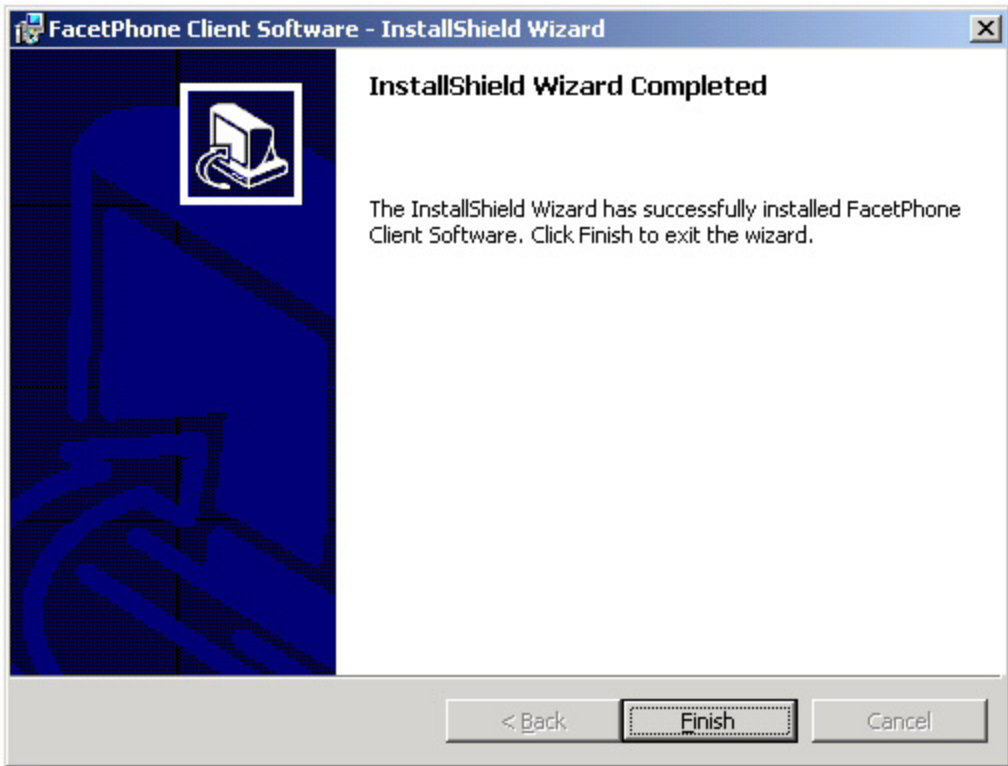 FacetPhone Client Software - InstallShield Wizard
InstallShield Wizard Completed
The InstallShield Wizard has successfully installed FacetPhone
Client Software. Click Finish to exit the wizard.
< Back
Finish
Cancel